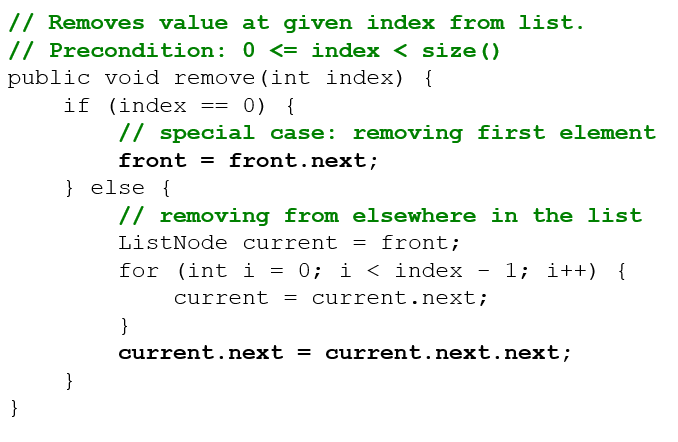 // Removes value at given index from list.
// Precondition: 0 <= index < size()
public void remove(int index) {
    if (index == 0) {
        // special case: removing first element
        front = front.next;
    } else {
        // removing from elsewhere in the list
        ListNode current = front;
        for (int i = 0; i < index - 1; i++) {
            current = current.next;
        }
        current.next = current.next.next;
    }
}